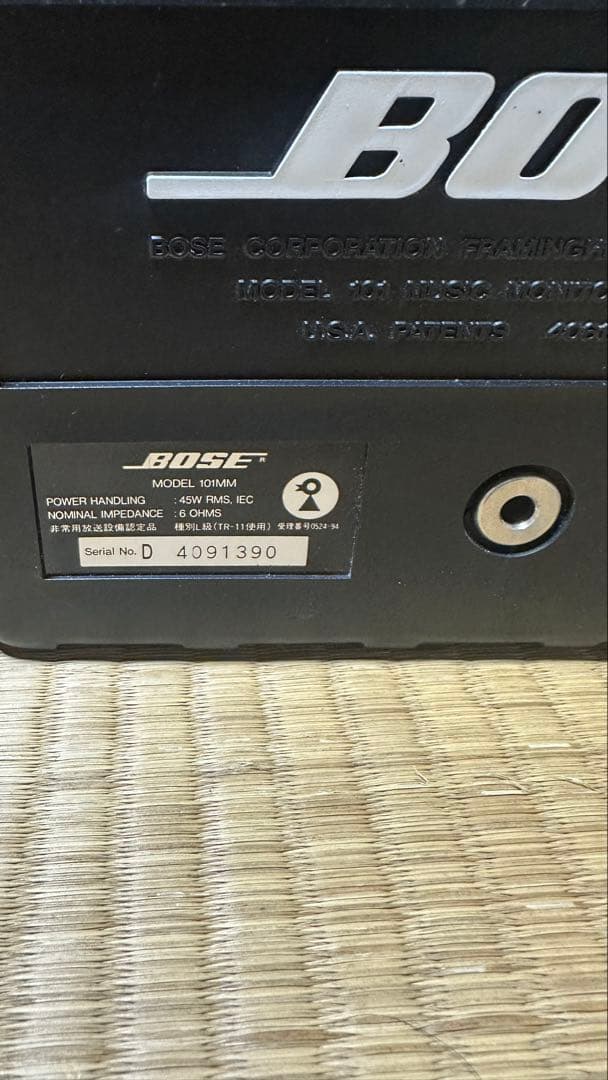 BO
BOSE CORPORATION FRAMINGH
MODEL 101 MUSIC MONITO
U.S.A. PATENTS 4061
BOSE®
MODEL 101MM
POWER HANDLING : 45W RMS, IEC
NOMINAL IMPEDANCE : 6 OHMS
非常用放送設備認定品 種別L級(TR-11使用) 受理番号0524-94
Serial No. D 4091390